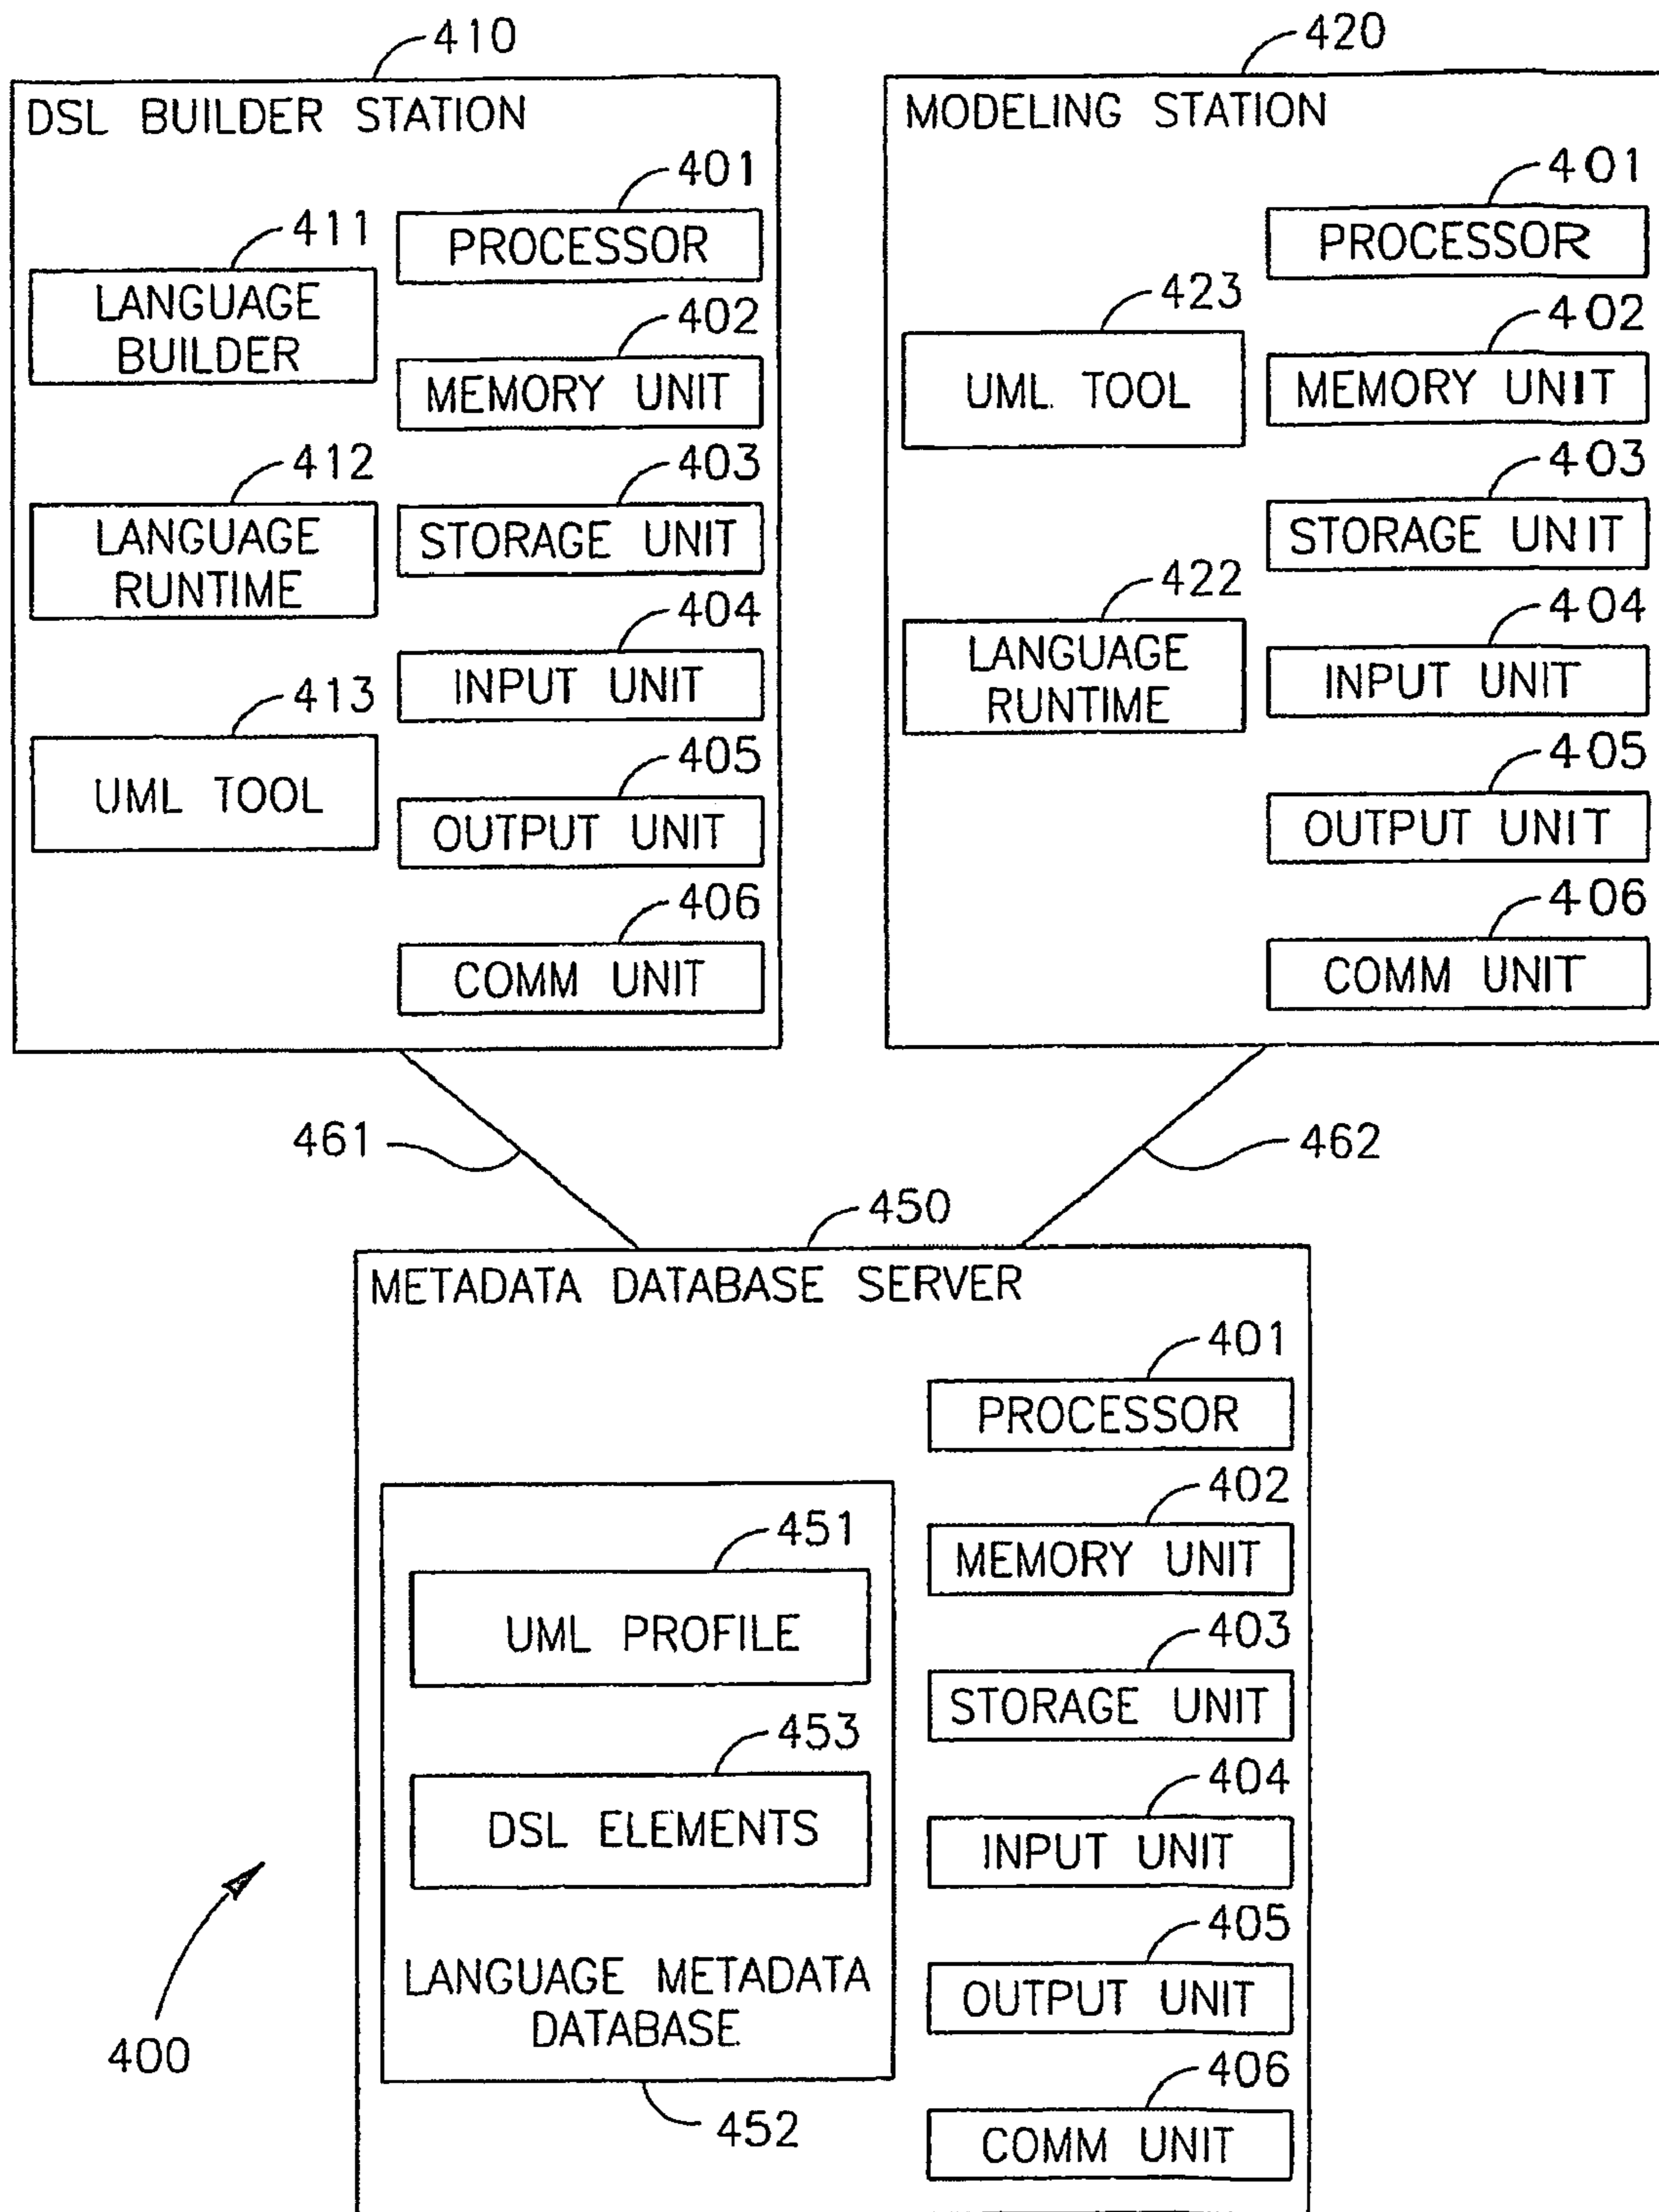 410
DSL BUILDER STATION
401
PROCESSOR
411
LANGUAGE
BUILDER
402
MEMORY UNIT
412
LANGUAGE
RUNTIME
403
STORAGE UNIT
404
INPUT UNIT
413
UML TOOL
405
OUTPUT UNIT
406
COMM UNIT
420
MODELING STATION
401
PROCESSOR
423
UML TOOL
402
MEMORY UNIT
403
STORAGE UNIT
422
LANGUAGE
RUNTIME
404
INPUT UNIT
405
OUTPUT UNIT
406
COMM UNIT
461
462
450
METADATA DATABASE SERVER
401
PROCESSOR
451
UML PROFILE
402
MEMORY UNIT
403
STORAGE UNIT
453
DSL ELEMENTS
404
INPUT UNIT
405
OUTPUT UNIT
LANGUAGE METADATA
DATABASE
452
406
COMM UNIT
400